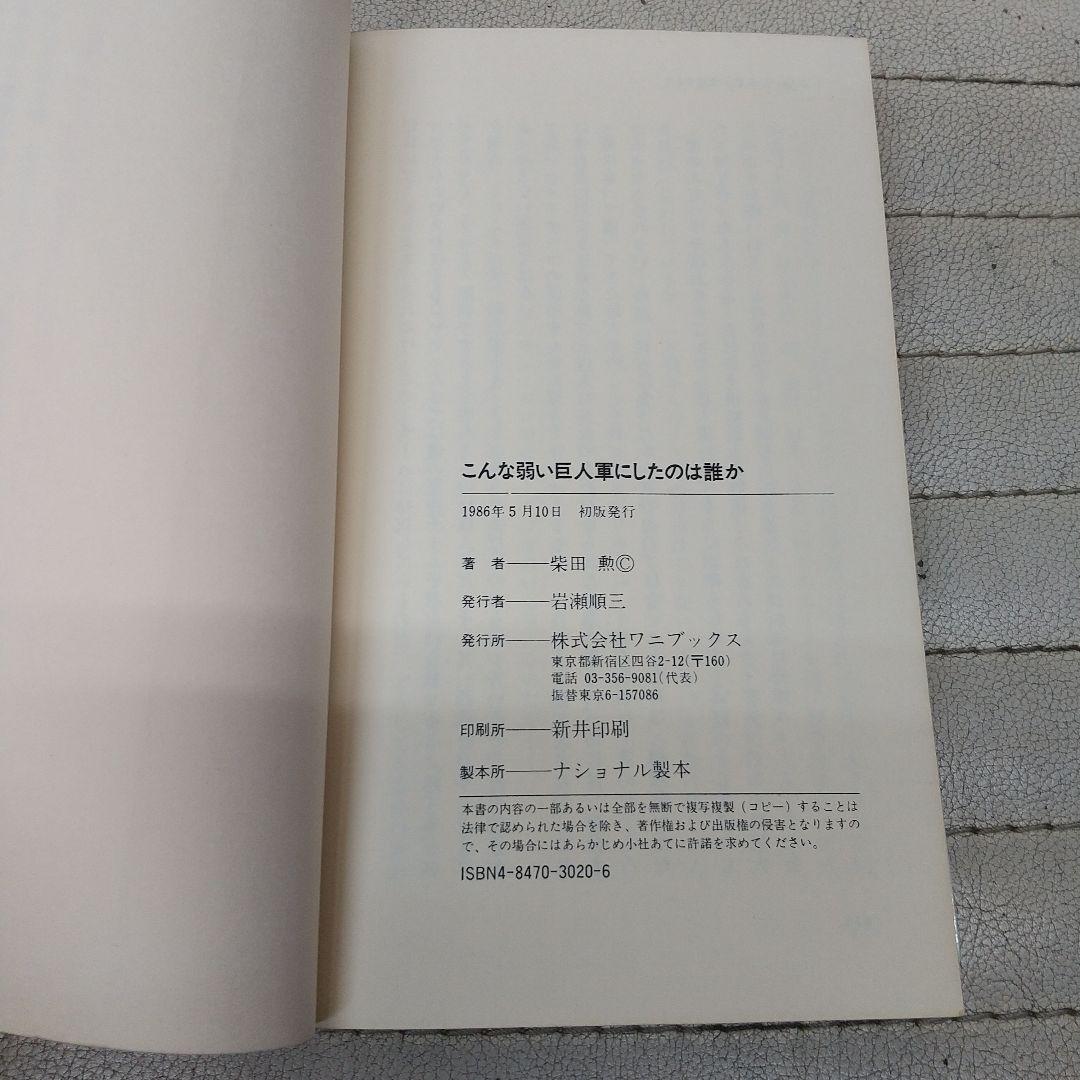 こんな弱い巨人軍にしたのは誰か
1986年5月10日 初版発行
著 者――柴田 勲©
発行者――岩瀬順三
発行所――株式会社ワニブックス
東京都新宿区四谷2-12(〒160)
電話 03-356-9081(代表)
振替東京6-157086
印刷所――新井印刷
製本所――ナショナル製本
本書の内容の一部あるいは全部を無断で複写複製(コピー)することは
法律で認められた場合を除き、著作権および出版権の侵害となりますの
で、その場合にはあらかじめ小社あてに許諾を求めてください。
ISBN4-8470-3020-6